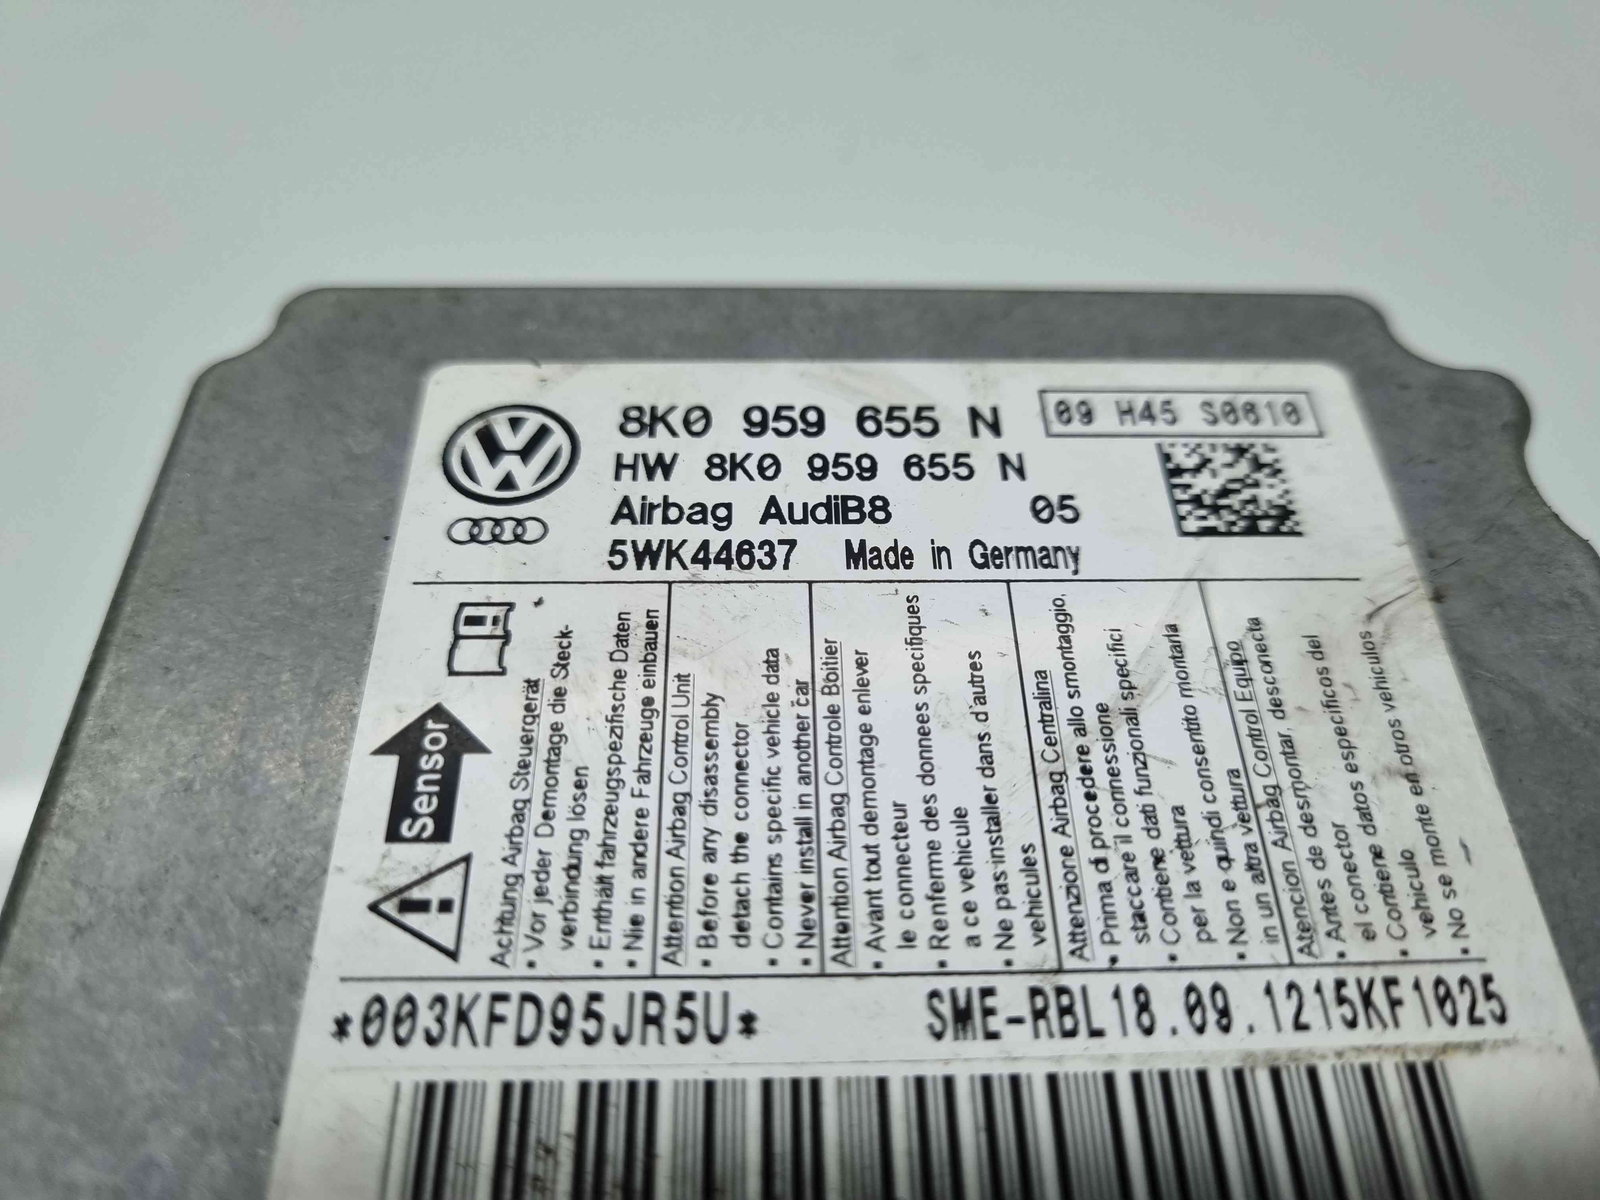 8K0 959 655 N
09 H45 S0610
HW 8K0 959 655 N
Airbag AudiB8 05
5WK44637 Made in Germany
Sensor
Achtung Airbag Steuergerät
• Vor jeder Demontage die Steck-
verbindung lösen
• Enthält fahrzeugspezifische Daten
• Nie in andere Fahrzeuge einbauen
Attention Airbag Control Unit
• Before any disassembly
detach the connector
• Contains specific vehicle data
• Never install in another car
Attention Airbag Controle Boitier
• Avant tout demontage enlever
le connecteur
• Renferme des donnees specifiques
a ce vehicule
• Ne pas installer dans d'autres
vehicules
Attenzione Airbag Centralina
• Prima di procedere allo smontaggio,
staccare il connessione
• Contiene dati funzionali specifici
per la vettura
• Non e quindi consentito montarla
in un altra vettura
Atencion Airbag Control Equipo
• Antes de desmontar, desconecta
el conector
• Contiene datos especificos del
vehiculo
• No se monte en otros vehiculos
*003KFD95JR5U*
SME-RBL18.09.1215KF1025